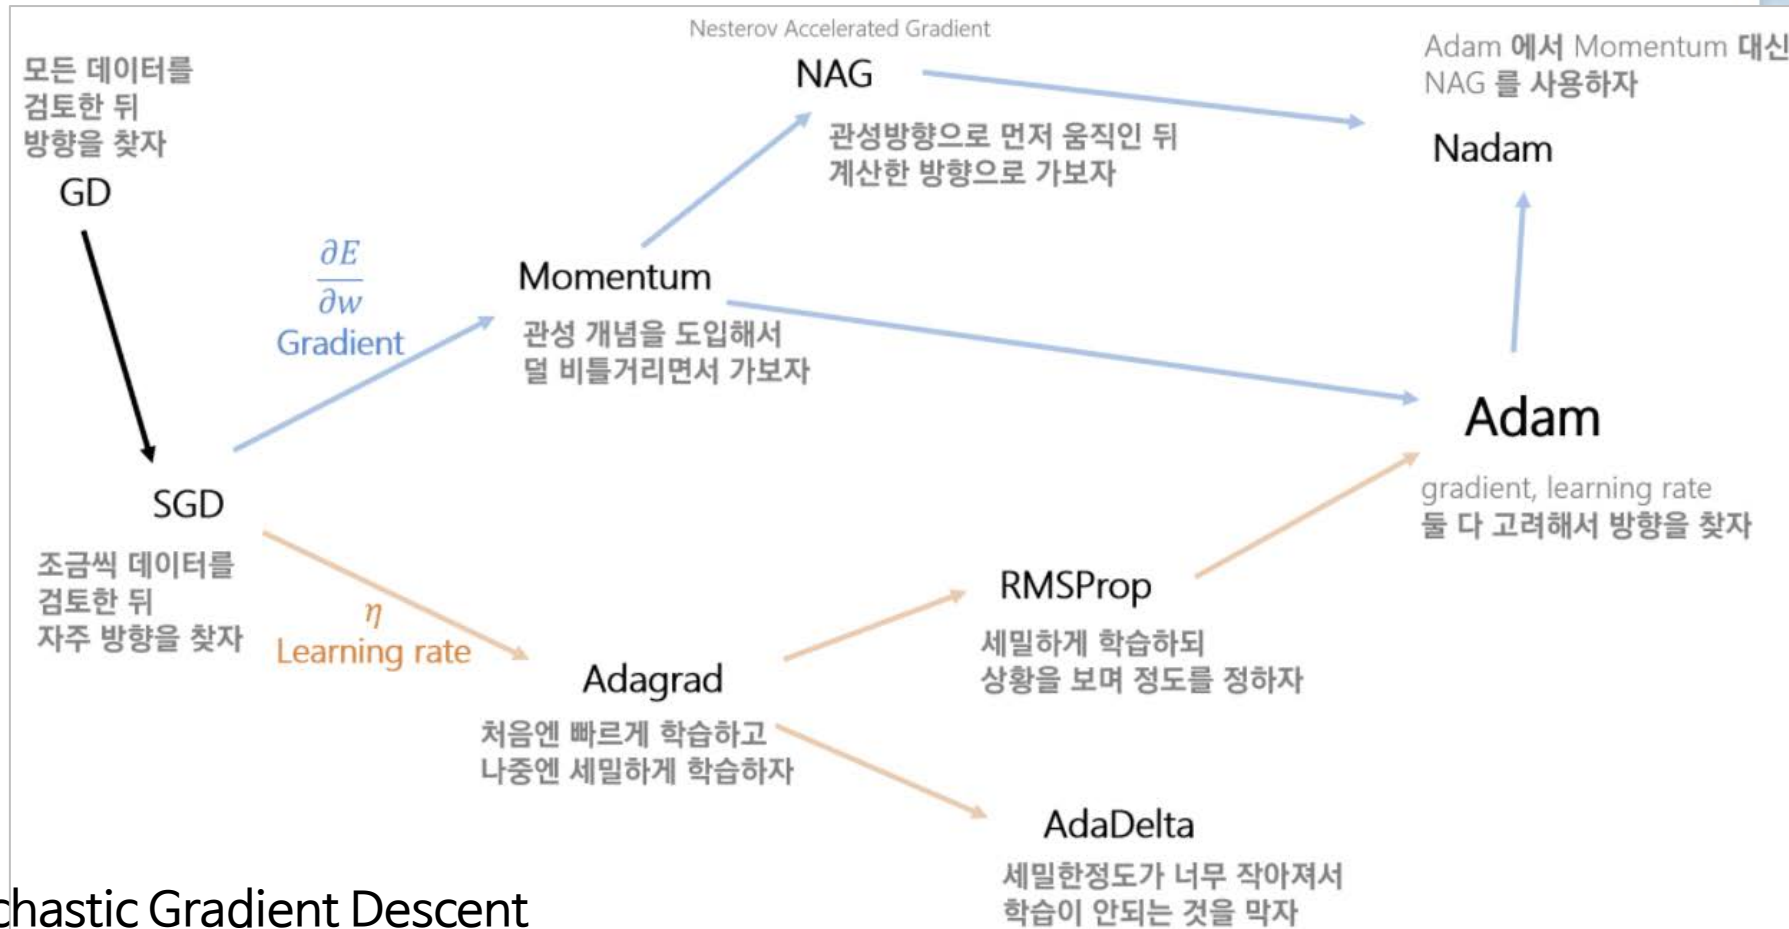 Nesterov Accelerated Gradient
NAG
관성방향으로 먼저 움직인 뒤
계산한 방향으로 가보자
Adam 에서 Momentum 대신
NAG 를 사용하자
Nadam
모든 데이터를
검토한 뒤
방향을 찾자
GD
∂E
∂w
Gradient
Momentum
관성 개념을 도입해서
덜 비틀거리면서 가보자
Adam
gradient, learning rate
둘 다 고려해서 방향을 찾자
SGD
조금씩 데이터를
검토한 뒤
자주 방향을 찾자
η
Learning rate
Adagrad
처음엔 빠르게 학습하고
나중엔 세밀하게 학습하자
RMSProp
세밀하게 학습하되
상황을 보며 정도를 정하자
AdaDelta
세밀한정도가 너무 작아져서
학습이 안되는 것을 막자
chastic Gradient Descent